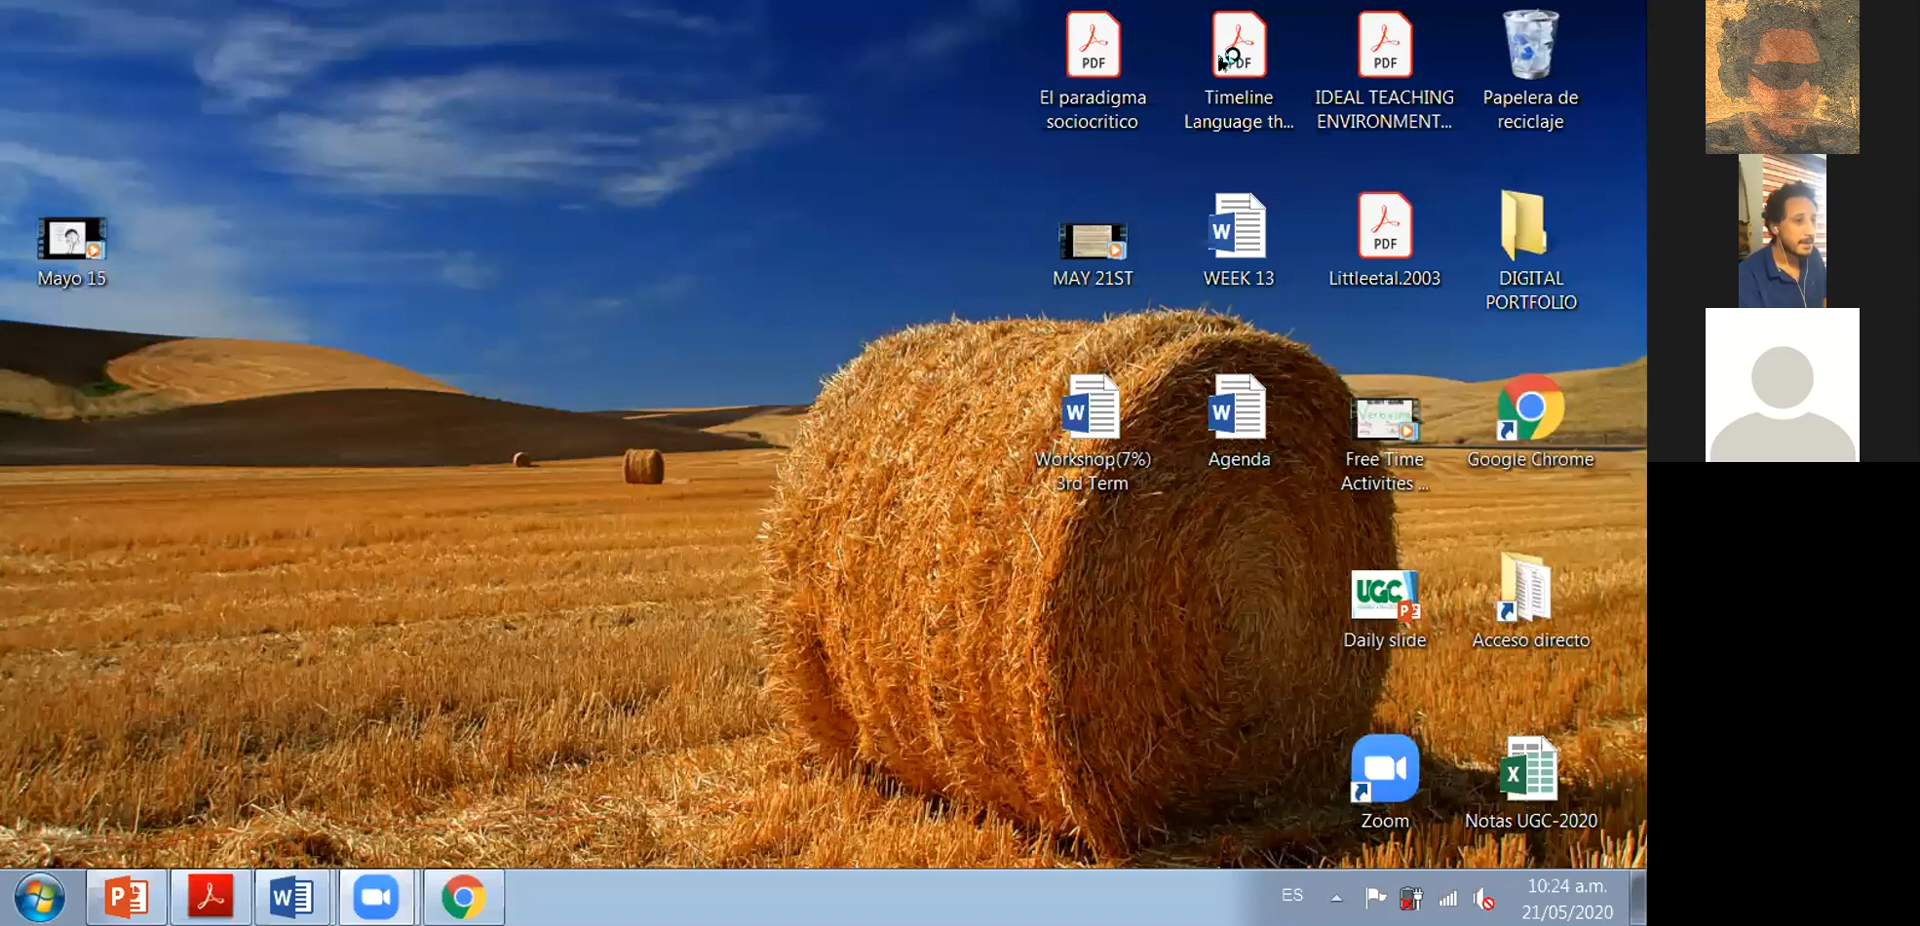 PDF
PDF
PDF
El paradigma
sociocritico
Timeline
Language th...
IDEAL TEACHING
ENVIRONMENT...
Papelera de
reciclaje
Mayo 15
MAY 21ST
W
WEEK 13
PDF
Littleetal.2003
DIGITAL
PORTFOLIO
W
Workshop(7%)
3rd Term
W
Agenda
Free Time
Activities ...
Google Chrome
UGC
P
Daily slide
Acceso directo
Zoom
X
Notas UGC-2020
P
W
ES
10:24 a.m.
21/05/2020